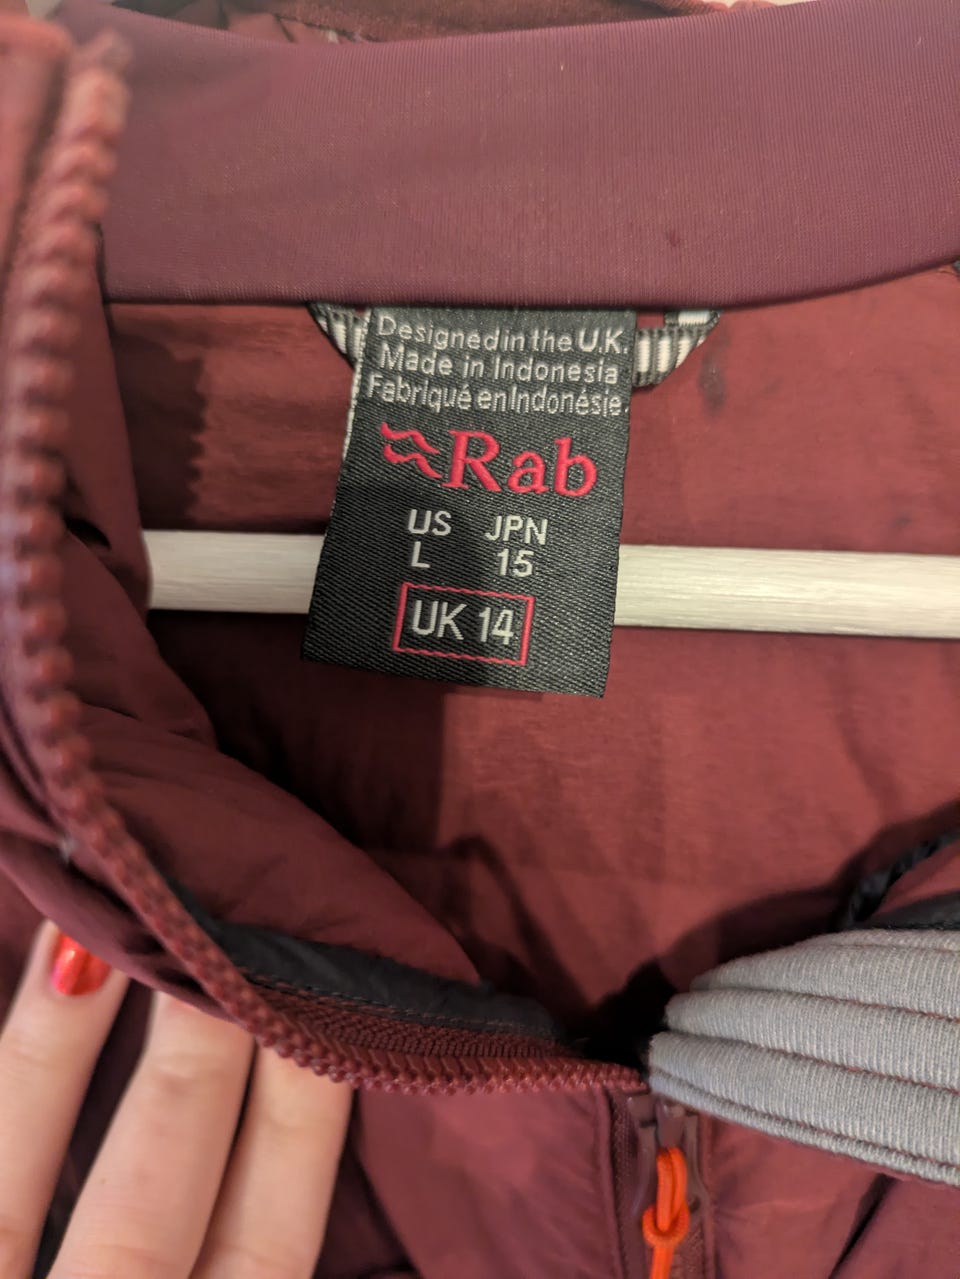 Designed in the U.K.
Made in Indonesia
Fabriqué en Indonésie.
Rab
US JPN
L 15
UK 14